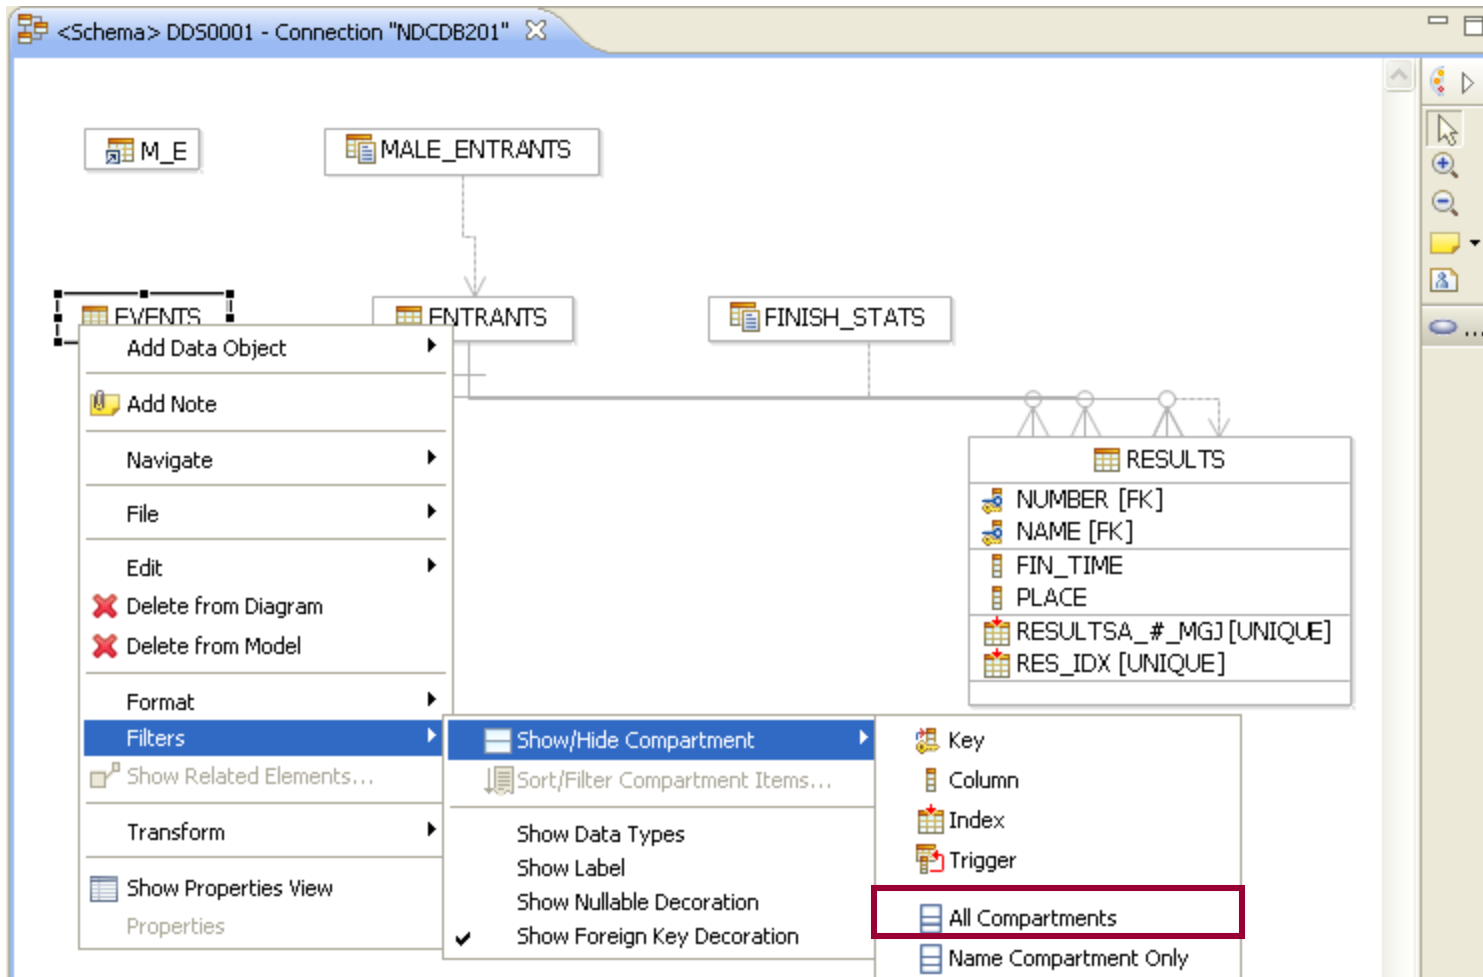 <Schema> DDS0001 - Connection "NDCDB201"
M_E
MALE_ENTRANTS
EVENTS
ENTRANTS
FINISH_STATS
...
RESULTS
NUMBER [FK]
NAME [FK]
FIN_TIME
PLACE
RESULTSA_#_MGJ [UNIQUE]
RES_IDX [UNIQUE]
Add Data Object
Add Note
Navigate
File
Edit
Delete from Diagram
Delete from Model
Format
Filters
Show Related Elements...
Transform
Show Properties View
Properties
Show/Hide Compartment
Sort/Filter Compartment Items...
Show Data Types
Show Label
Show Nullable Decoration
Show Foreign Key Decoration
Key
Column
Index
Trigger
All Compartments
Name Compartment Only